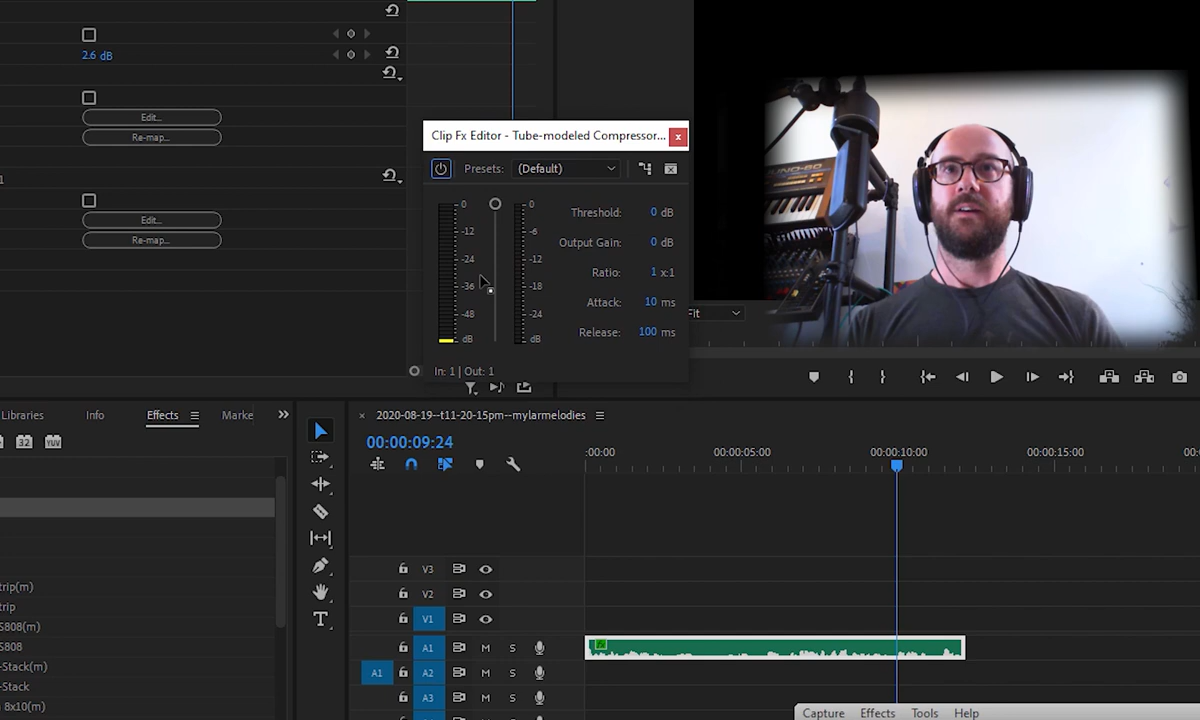 2.6 dB
Edit...
Re-map...
1
Edit...
Re-map...
Clip Fx Editor - Tube-modeled Compressor...
x
Presets: (Default)
0
-12
-24
-36
-48
dB
0
-6
-12
-18
-24
dB
Threshold: 0 dB
Output Gain: 0 dB
Ratio: 1 x:1
Attack: 10 ms
Release: 100 ms
In: 1 | Out: 1
Fit
Libraries Info Effects Marke
32 YUV
trip(m)
trip
S808(m)
S808
-Stack(m)
-Stack
8x10(m)
T
× 2020-08-19--t11-20-15pm--mylarmelodies
00:00:09:24
:00:00 00:00:05:00 00:00:10:00 00:00:15:00 00:
V3
V2
V1
A1 M S
A1 A2 M S
A3 M S
fx
Capture Effects Tools Help